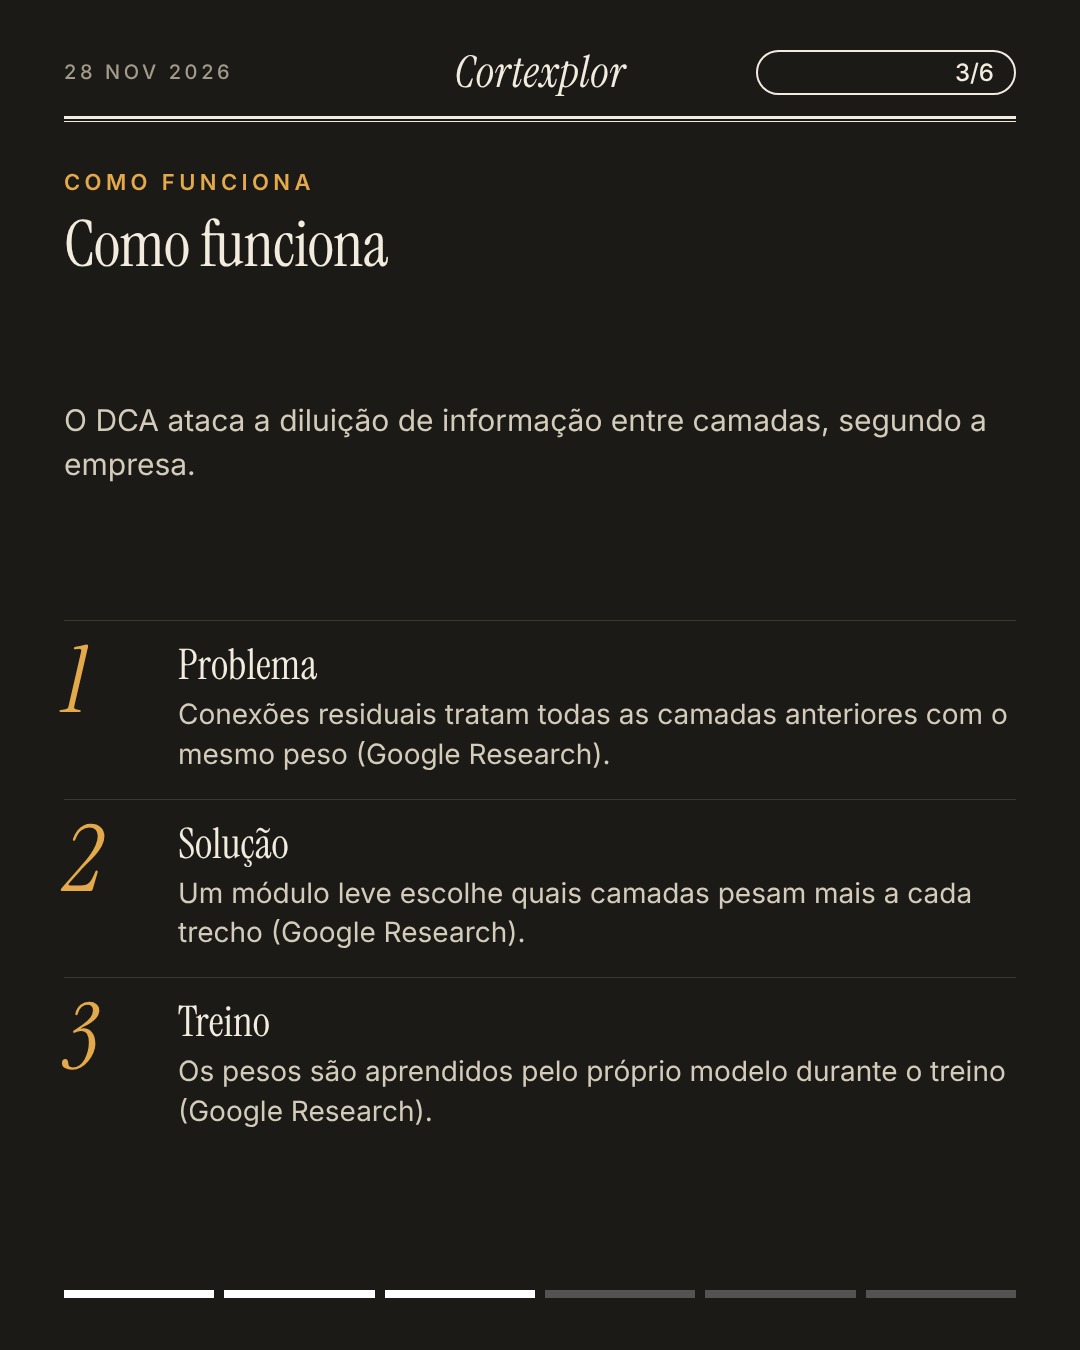 28 NOV 2026
Cortexplor
3/6
COMO FUNCIONA
Como funciona
O DCA ataca a diluição de informação entre camadas, segundo a
empresa.
1
Problema
Conexões residuais tratam todas as camadas anteriores com o
mesmo peso (Google Research).
2
Solução
Um módulo leve escolhe quais camadas pesam mais a cada
trecho (Google Research).
3
Treino
Os pesos são aprendidos pelo próprio modelo durante o treino
(Google Research).